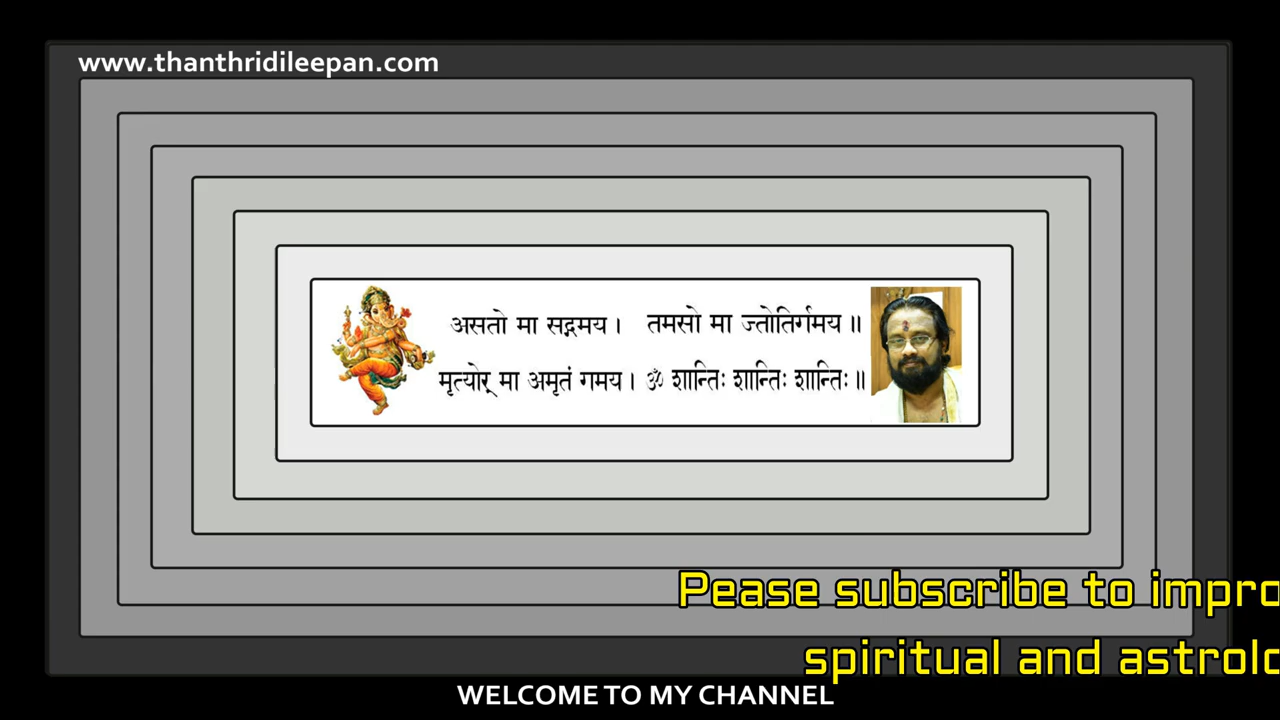 www.thanthridileepan.com
असतो मा सद्गमय। तमसो मा ज्तोतिर्गमय॥
मृत्योर् मा अमृतं गमय। ॐ शान्तिः शान्तिः शान्तिः॥
Pease subscribe to impro
spiritual and astrolo
WELCOME TO MY CHANNEL